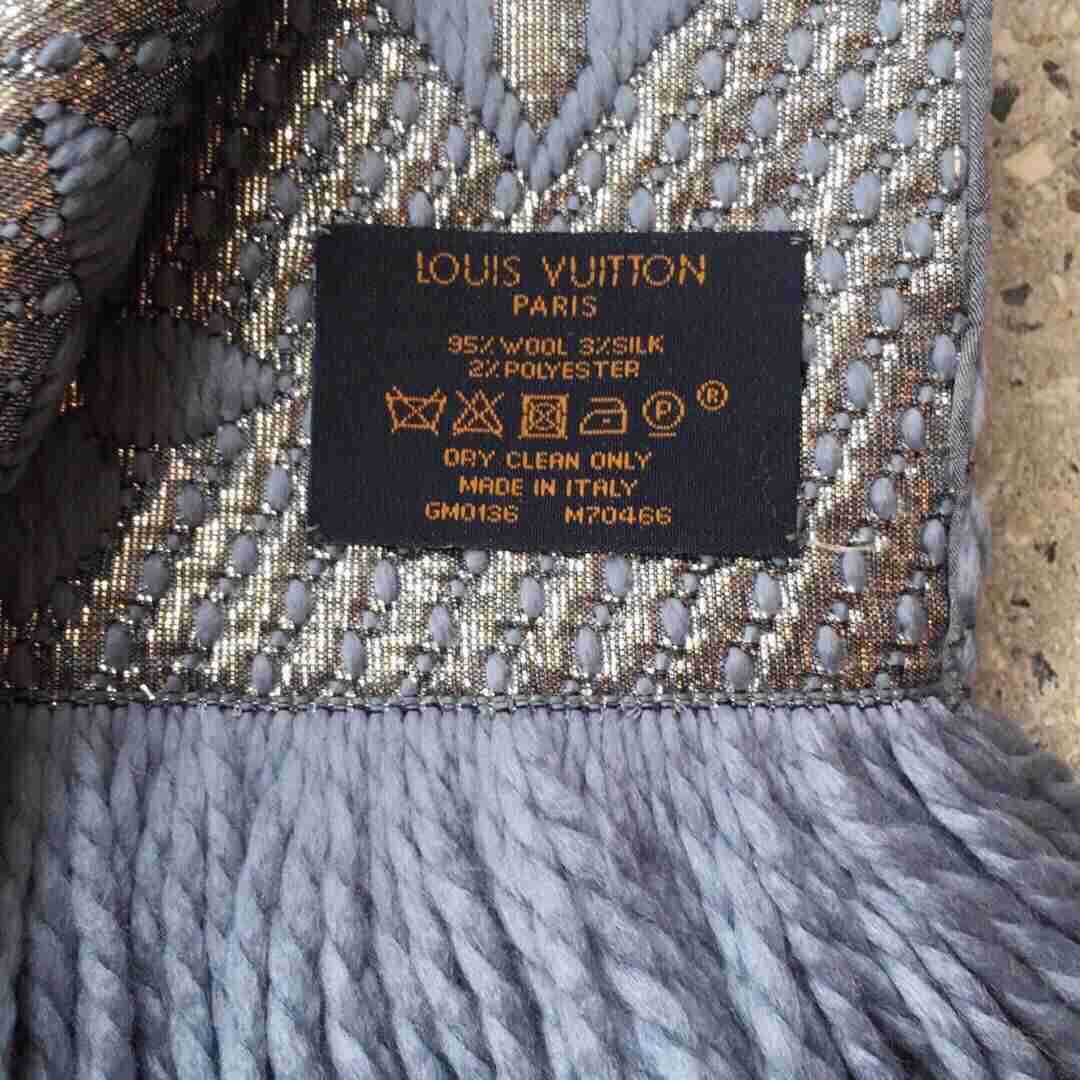 LOUIS VUITTON
PARIS
95% WOOL 3% SILK
2% POLYESTER
P ®
DRY CLEAN ONLY
MADE IN ITALY
GM0136 M70466